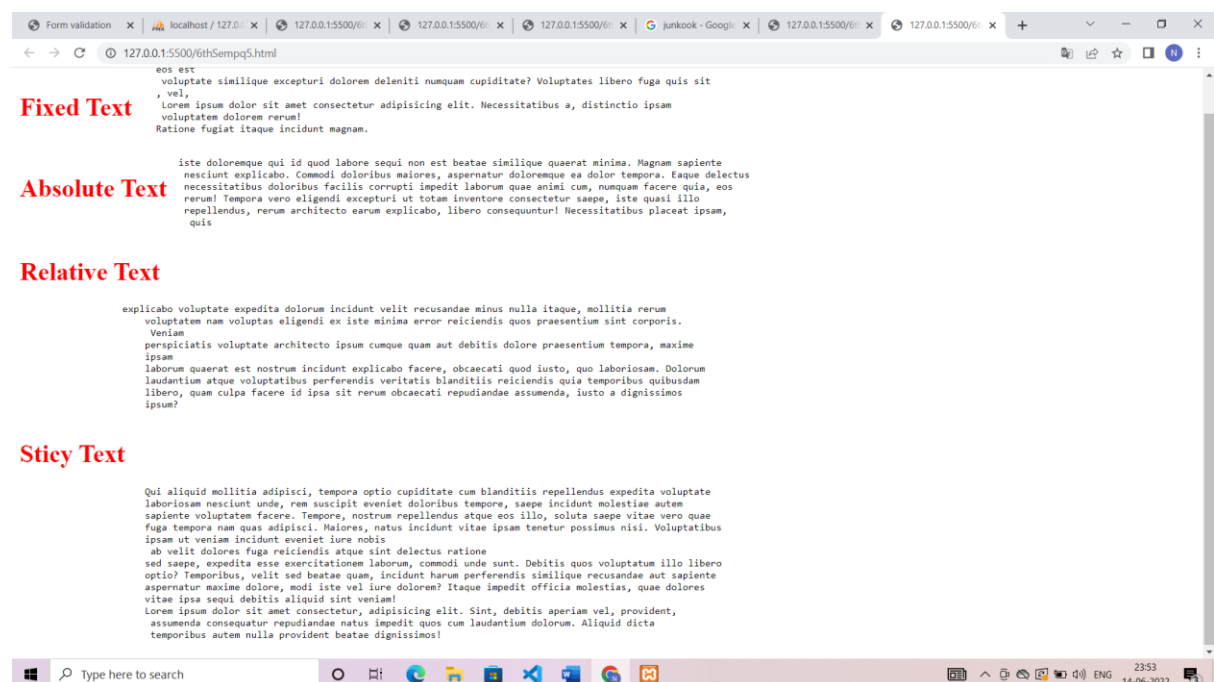 Form validation
localhost / 127.0.
127.0.0.1:5500/6t
127.0.0.1:5500/6t
127.0.0.1:5500/6t
junkook - Google
127.0.0.1:5500/6t
127.0.0.1:5500/6t
127.0.0.1:5500/6thSempq5.html
N
eos est
voluptate similique excepturi dolorem deleniti numquam cupiditate? Voluptates libero fuga quis sit
, vel,
Fixed Text
Lorem ipsum dolor sit amet consectetur adipisicing elit. Necessitatibus a, distinctio ipsam
voluptatem dolorem rerum!
Ratione fugiat itaque incidunt magnam.
iste doloremque qui id quod labore sequi non est beatae similique quaerat minima. Magnam sapiente
nesciunt explicabo. Commodi doloribus maiores, aspernatur doloremque ea dolor tempora. Eaque delectus
Absolute Text
necessitatibus doloribus facilis corrupti impedit laborum quae animi cum, numquam facere quia, eos
rerum! Tempora vero eligendi excepturi ut totam inventore consectetur saepe, iste quasi illo
repellendus, rerum architecto earum explicabo, libero consequuntur! Necessitatibus placeat ipsam,
quis
Relative Text
explicabo voluptate expedita dolorum incidunt velit recusandae minus nulla itaque, mollitia rerum
voluptatem nam voluptas eligendi ex iste minima error reiciendis quos praesentium sint corporis.
Veniam
perspiciatis voluptate architecto ipsum cumque quam aut debitis dolore praesentium tempora, maxime
ipsam
laborum quaerat est nostrum incidunt explicabo facere, obcaecati quod iusto, quo laboriosam. Dolorum
laudantium atque voluptatibus perferendis veritatis blanditiis reiciendis quia temporibus quibusdam
libero, quam culpa facere id ipsa sit rerum obcaecati repudiandae assumenda, iusto a dignissimos
ipsum?
Sticy Text
Qui aliquid mollitia adipisci, tempora optio cupiditate cum blanditiis repellendus expedita voluptate
laboriosam nesciunt unde, rem suscipit eveniet doloribus tempore, saepe incidunt molestiae autem
sapiente voluptatem facere. Tempore, nostrum repellendus atque eos illo, soluta saepe vitae vero quae
fuga tempora nam quas adipisci. Maiores, natus incidunt vitae ipsam tenetur possimus nisi. Voluptatibus
ipsam ut veniam incidunt eveniet iure nobis
ab velit dolores fuga reiciendis atque sint delectus ratione
sed saepe, expedita esse exercitationem laborum, commodi unde sunt. Debitis quos voluptatum illo libero
optio? Temporibus, velit sed beatae quam, incidunt harum perferendis similique recusandae aut sapiente
aspernatur maxime dolore, modi iste vel iure dolorem? Itaque impedit officia molestias, quae dolores
vitae ipsa sequi debitis aliquid sint veniam!
Lorem ipsum dolor sit amet consectetur, adipisicing elit. Sint, debitis aperiam vel, provident,
assumenda consequatur repudiandae natus impedit quos cum laudantium dolorum. Aliquid dicta
temporibus autem nulla provident beatae dignissimos!
Type here to search
ENG
23:53
14-06-2022